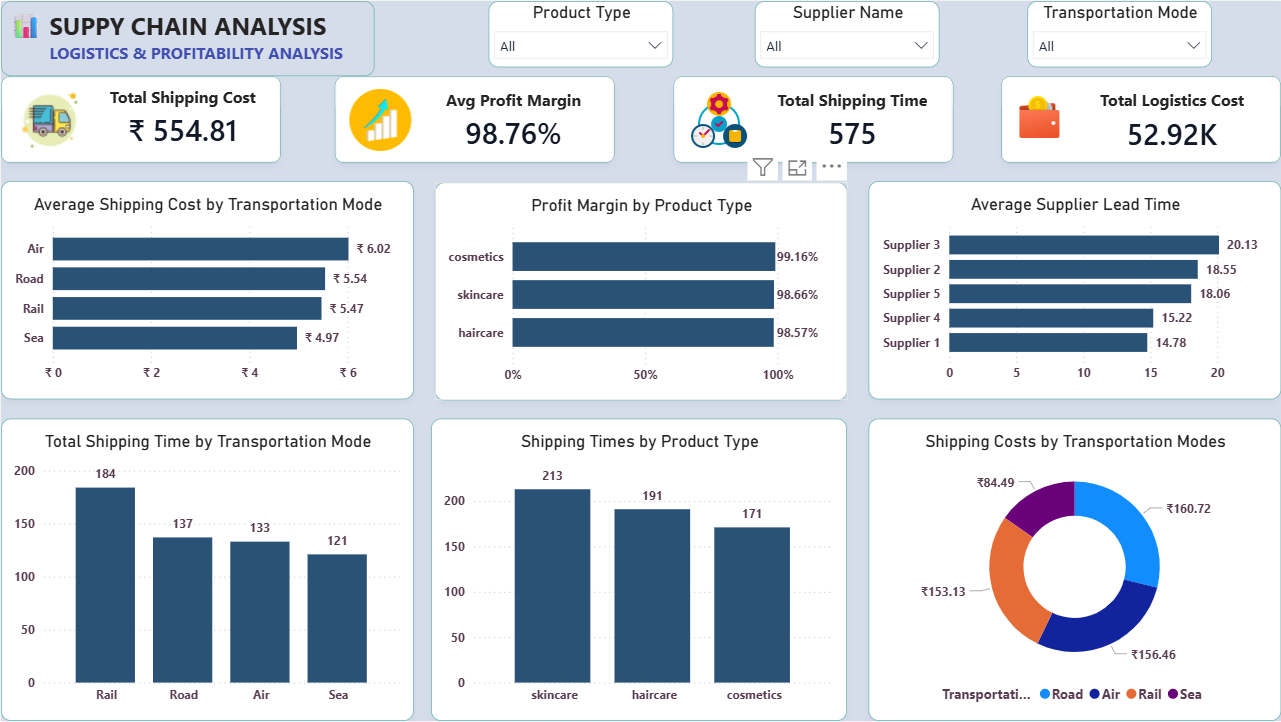 SUPPY CHAIN ANALYSIS
LOGISTICS & PROFITABILITY ANALYSIS
Product Type
All
Supplier Name
All
Transportation Mode
All
Total Shipping Cost
₹ 554.81
Avg Profit Margin
98.76%
Total Shipping Time
575
Total Logistics Cost
52.92K
Average Shipping Cost by Transportation Mode
Air ₹ 6.02
Road ₹ 5.54
Rail ₹ 5.47
Sea ₹ 4.97
₹ 0 ₹ 2 ₹ 4 ₹ 6
Profit Margin by Product Type
cosmetics 99.16%
skincare 98.66%
haircare 98.57%
0% 50% 100%
Average Supplier Lead Time
Supplier 3 20.13
Supplier 2 18.55
Supplier 5 18.06
Supplier 4 15.22
Supplier 1 14.78
0 5 10 15 20
Total Shipping Time by Transportation Mode
200
150
100
50
0
184
137
133
121
Rail Road Air Sea
Shipping Times by Product Type
200
150
100
50
0
213
191
171
skincare haircare cosmetics
Shipping Costs by Transportation Modes
₹84.49
₹160.72
₹153.13
₹156.46
Transportati... Road Air Rail Sea